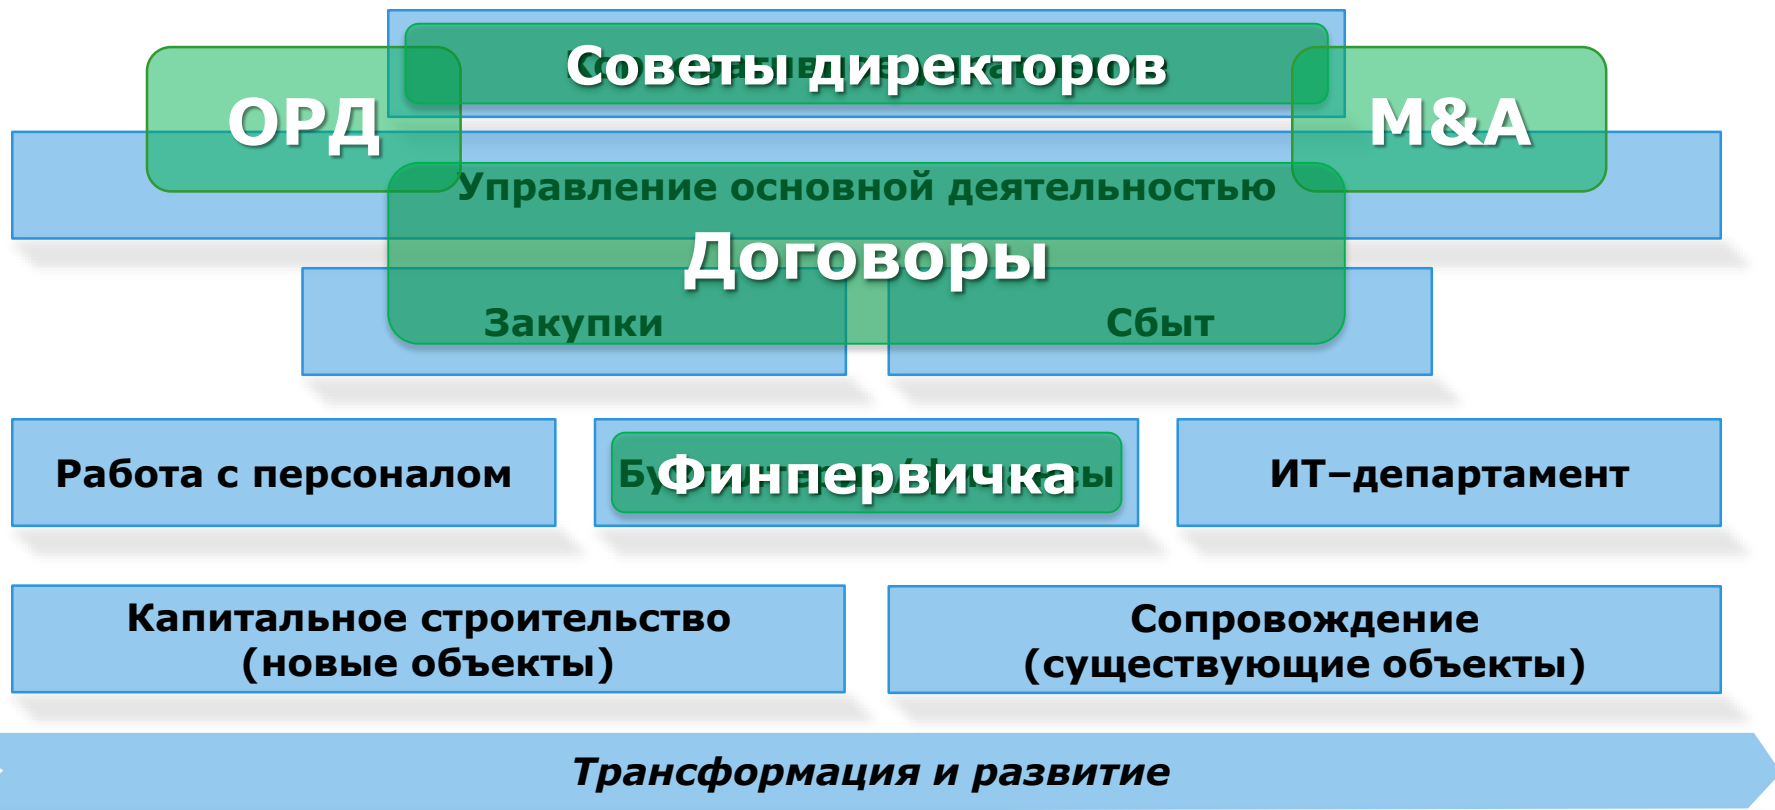 Советы директоров
ОРД
M&A
Управление основной деятельностью
Договоры
Закупки
Сбыт
Работа с персоналом
Финпервичка
ИТ–департамент
Капитальное строительство
(новые объекты)
Сопровождение
(существующие объекты)
Трансформация и развитие